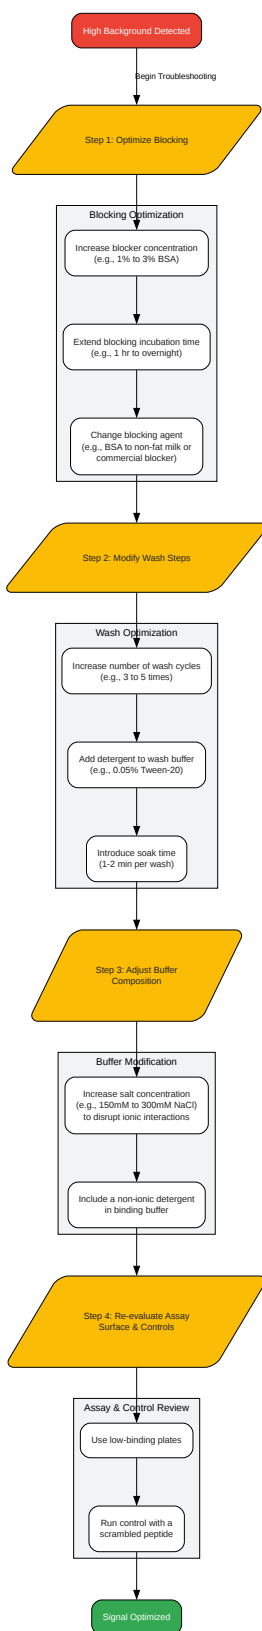 High Background Detected
Begin Troubleshooting
Step 1: Optimize Blocking
Blocking Optimization
Increase blocker concentration
(e.g., 1% to 3% BSA)
Extend blocking incubation time
(e.g., 1 hr to overnight)
Change blocking agent
(e.g., BSA to non-fat milk or
commercial blocker)
Step 2: Modify Wash Steps
Wash Optimization
Increase number of wash cycles
(e.g., 3 to 5 times)
Add detergent to wash buffer
(e.g., 0.05% Tween-20)
Introduce soak time
(1-2 min per wash)
Step 3: Adjust Buffer
Composition
Buffer Modification
Increase salt concentration
(e.g., 150mM to 300mM NaCl)
to disrupt ionic interactions
Include a non-ionic detergent
in binding buffer
Step 4: Re-evaluate Assay
Surface & Controls
Assay & Control Review
Use low-binding plates
Run control with a
scrambled peptide
Signal Optimized